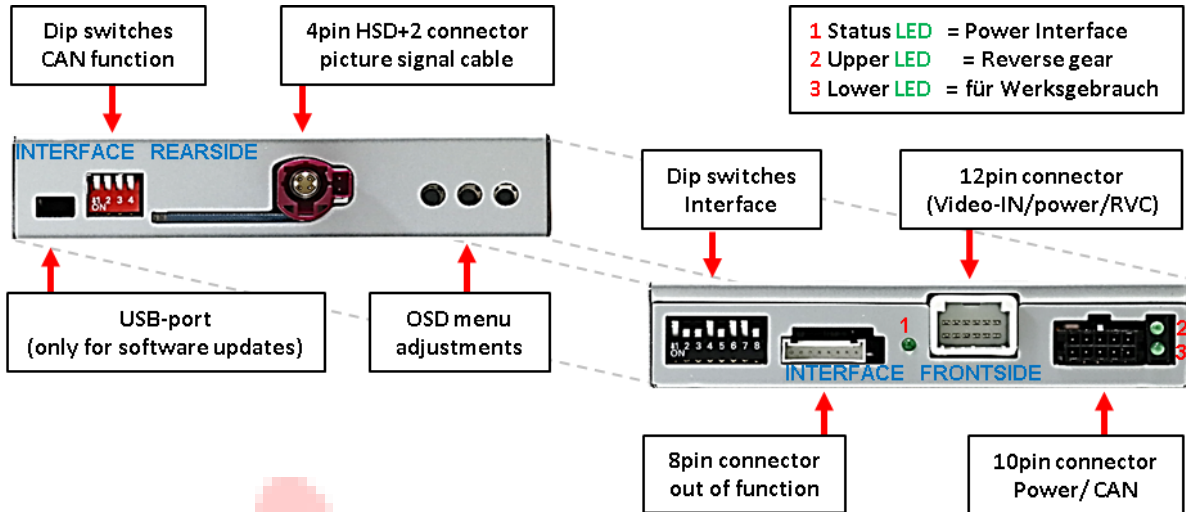 Dip switches
CAN function
4pin HSD+2 connector
picture signal cable
1 Status LED = Power Interface
2 Upper LED = Reverse gear
3 Lower LED = für Werksgebrauch
INTERFACE REARSIDE
1 2 3 4
ON
Dip switches
Interface
12pin connector
(Video-IN/power/RVC)
USB-port
(only for software updates)
OSD menu
adjustments
1
2
3
1 2 3 4 5 6 7 8
ON
INTERFACE FRONTSIDE
8pin connector
out of function
10pin connector
Power/ CAN